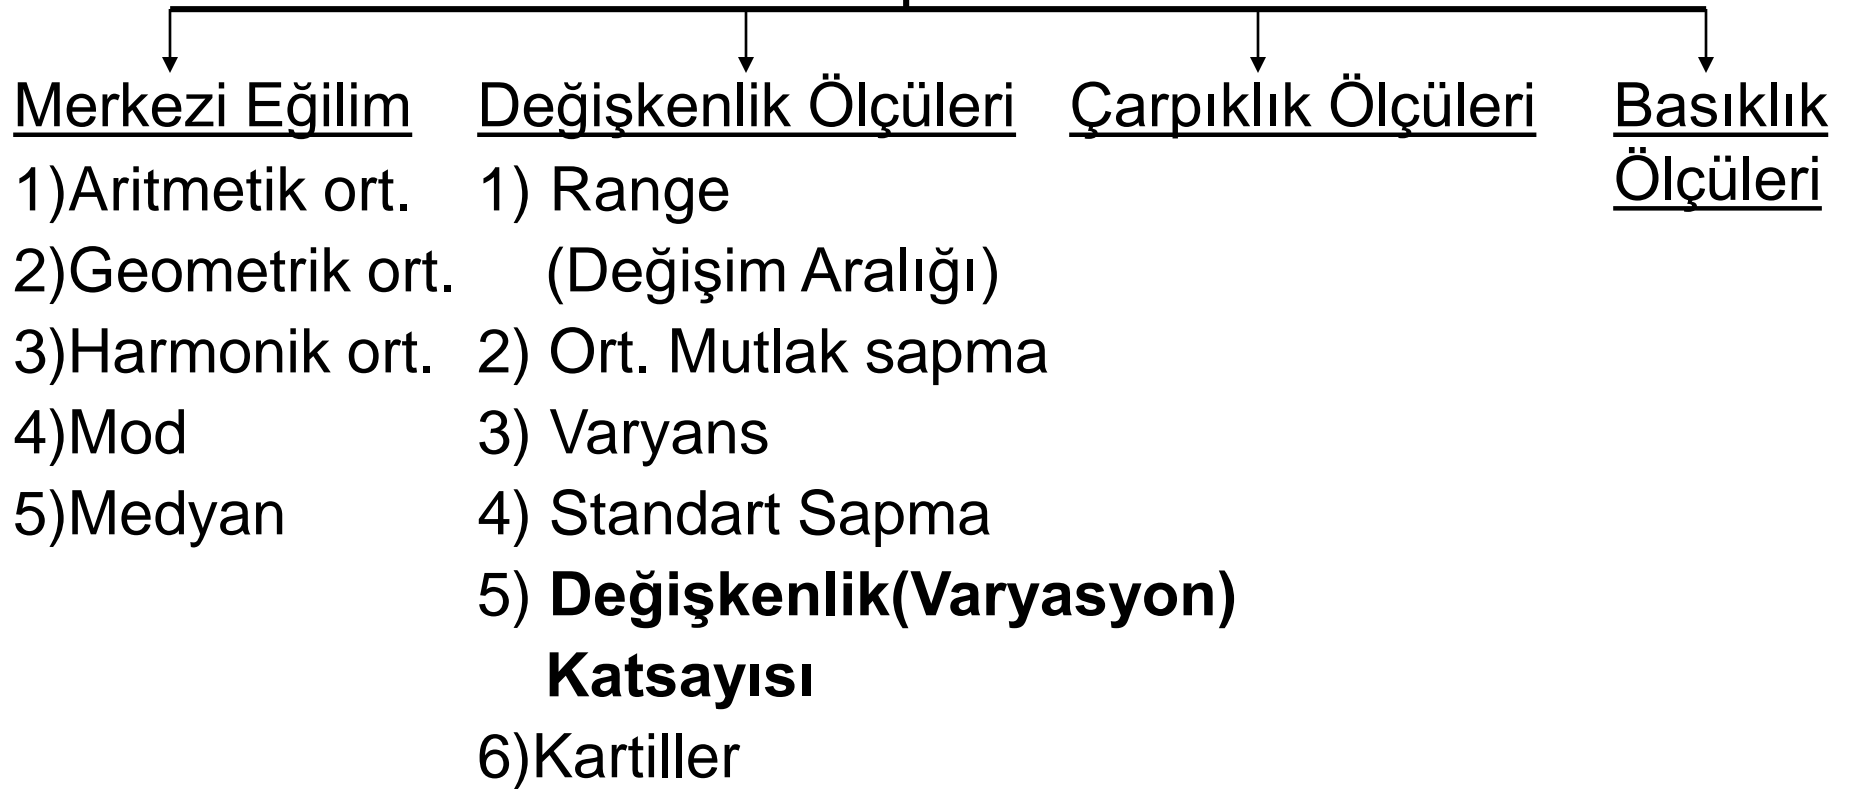 Merkezi Eğilim
1)Aritmetik ort.
2)Geometrik ort.
3)Harmonik ort.
4)Mod
5)Medyan
Değişkenlik Ölçüleri
1) Range
(Değişim Aralığı)
2) Ort. Mutlak sapma
3) Varyans
4) Standart Sapma
5) Değişkenlik(Varyasyon)
Katsayısı
6)Kartiller
Çarpıklık Ölçüleri
Basıklık
Ölçüleri